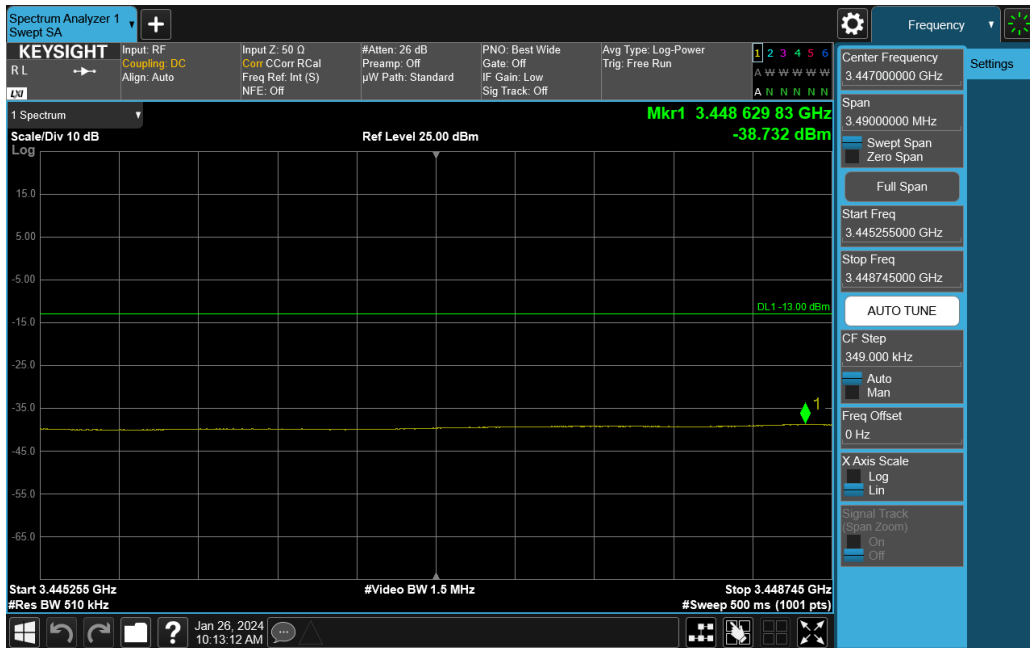 Spectrum Analyzer 1
Swept SA
Frequency
KEYSIGHT
R L
LXI
Input: RF
Coupling: DC
Align: Auto
Input Z: 50 Ω
Corr CCorr RCal
Freq Ref: Int (S)
NFE: Off
#Atten: 26 dB
Preamp: Off
µW Path: Standard
PNO: Best Wide
Gate: Off
IF Gain: Low
Sig Track: Off
Avg Type: Log-Power
Trig: Free Run
1 2 3 4 5 6
A W W W W W
A N N N N N
1 Spectrum
Scale/Div 10 dB
Ref Level 25.00 dBm
Mkr1 3.448 629 83 GHz
-38.732 dBm
Log
15.0
5.00
-5.00
-15.0
-25.0
-35.0
-45.0
-55.0
-65.0
DL1 -13.00 dBm
1
Start 3.445255 GHz
#Res BW 510 kHz
#Video BW 1.5 MHz
Stop 3.448745 GHz
#Sweep 500 ms (1001 pts)
Jan 26, 2024
10:13:12 AM
Center Frequency
3.447000000 GHz
Span
3.49000000 MHz
Swept Span
Zero Span
Full Span
Start Freq
3.445255000 GHz
Stop Freq
3.448745000 GHz
AUTO TUNE
CF Step
349.000 kHz
Auto
Man
Freq Offset
0 Hz
X Axis Scale
Log
Lin
Signal Track
(Span Zoom)
On
Off
Settings